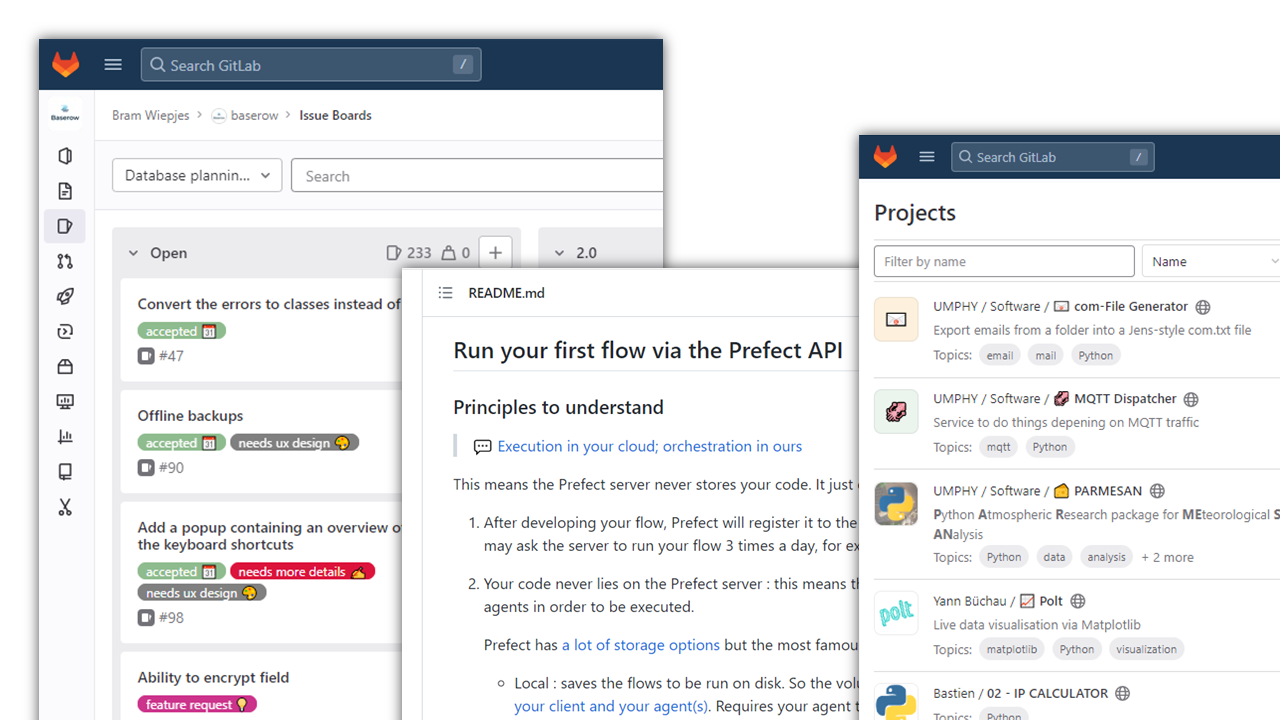 Search GitLab
/
Baserow
Bram Wiepjes > baserow > Issue Boards
Database plannin...
Search
Open
233
0
2.0
Convert the errors to classes instead of
accepted
#47
Offline backups
accepted
needs ux design
#90
Add a popup containing an overview o
the keyboard shortcuts
accepted
needs more details
needs ux design
#98
Ability to encrypt field
feature request
README.md
Run your first flow via the Prefect API
Principles to understand
Execution in your cloud; orchestration in ours
This means the Prefect server never stores your code. It just
1. After developing your flow, Prefect will register it to the
may ask the server to run your flow 3 times a day, for ex
2. Your code never lies on the Prefect server : this means th
agents in order to be executed.
Prefect has a lot of storage options but the most famou
Local : saves the flows to be run on disk. So the volu
your client and your agent(s). Requires your agent t
Search GitLab
/
Projects
Filter by name
Name
UMPHY / Software / com-File Generator
Export emails from a folder into a Jens-style com.txt file
Topics: email mail Python
UMPHY / Software / MQTT Dispatcher
Service to do things depening on MQTT traffic
Topics: mqtt Python
UMPHY / Software / PARMESAN
Python Atmospheric Research package for MEteorological S
ANalysis
Topics: Python data analysis + 2 more
polt
Yann Büchau / Polt
Live data visualisation via Matplotlib
Topics: matplotlib Python visualization
Bastien / 02 - IP CALCULATOR
Topics: Python